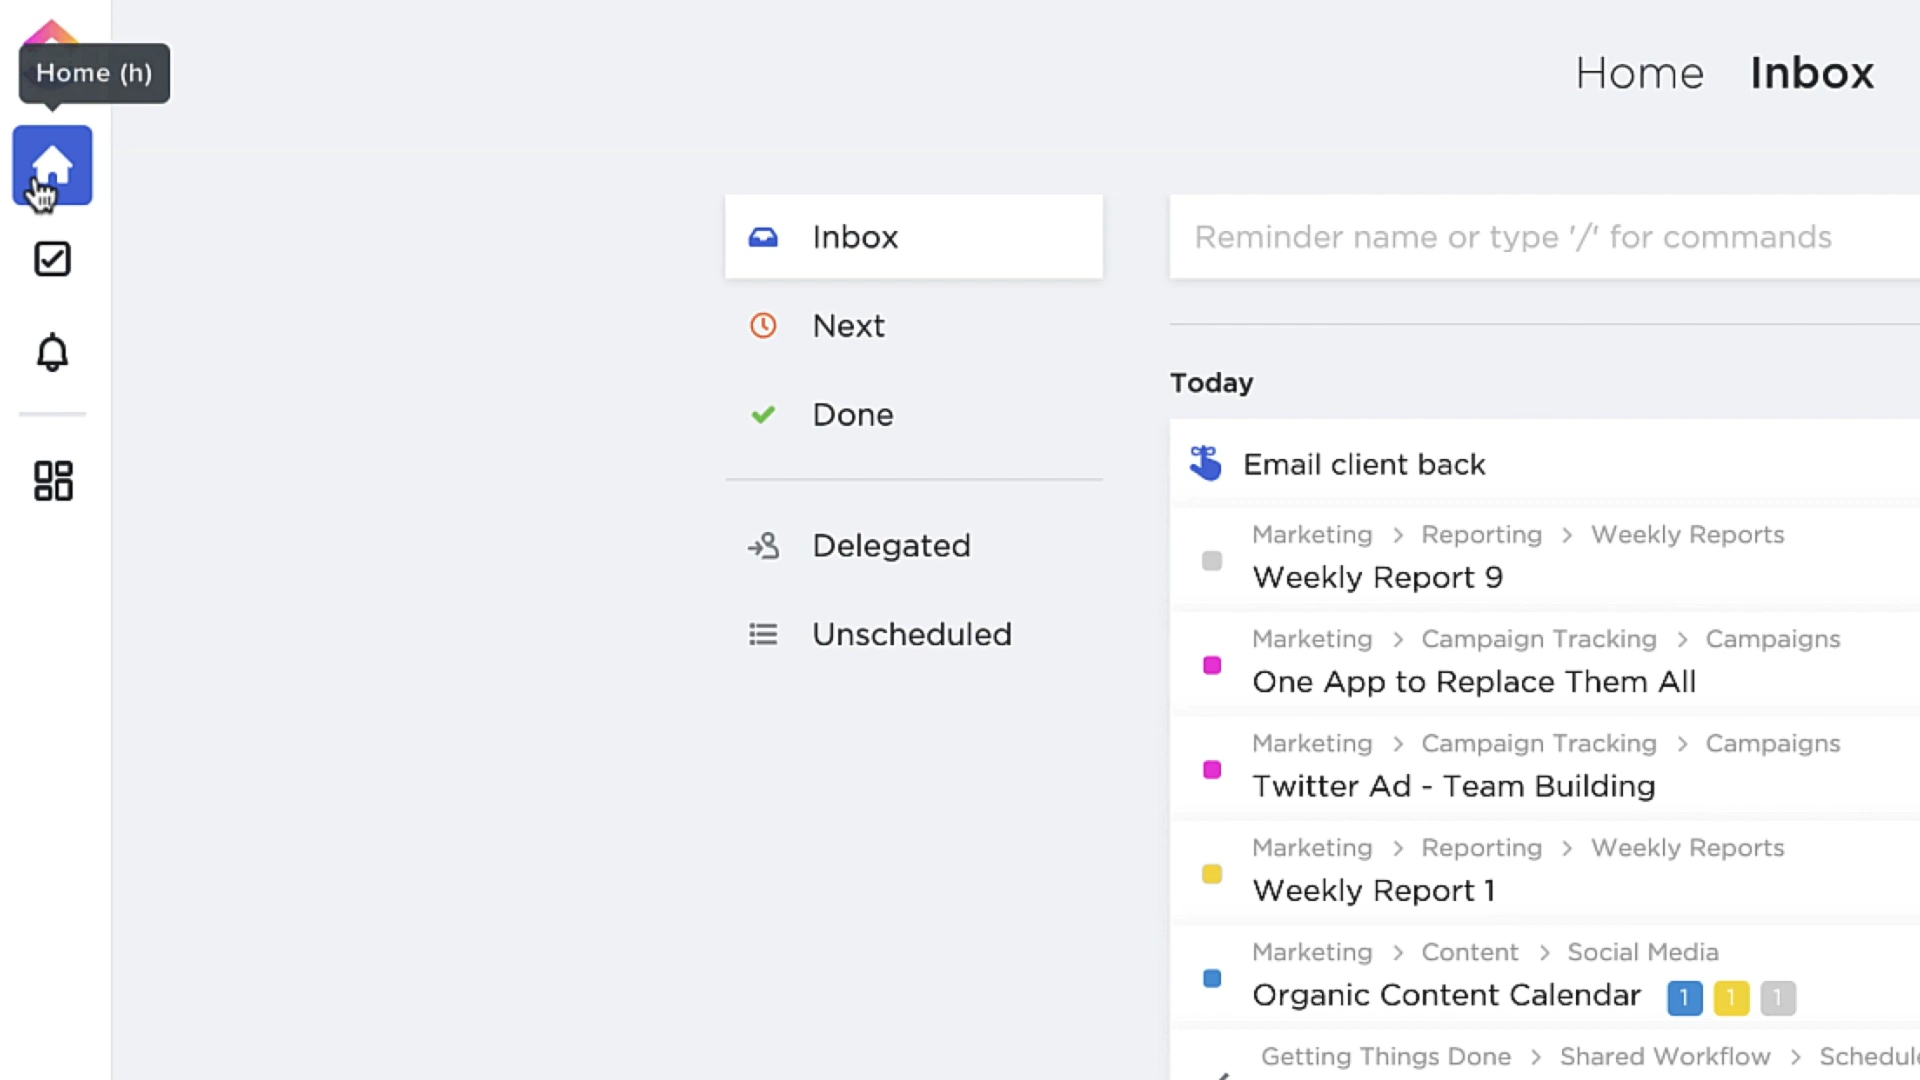 Home (h)
Home Inbox
Inbox
Next
Done
Delegated
Unscheduled
Reminder name or type '/' for commands
Today
Email client back
Marketing > Reporting > Weekly Reports
Weekly Report 9
Marketing > Campaign Tracking > Campaigns
One App to Replace Them All
Marketing > Campaign Tracking > Campaigns
Twitter Ad - Team Building
Marketing > Reporting > Weekly Reports
Weekly Report 1
Marketing > Content > Social Media
Organic Content Calendar 1 1 1
Getting Things Done > Shared Workflow >